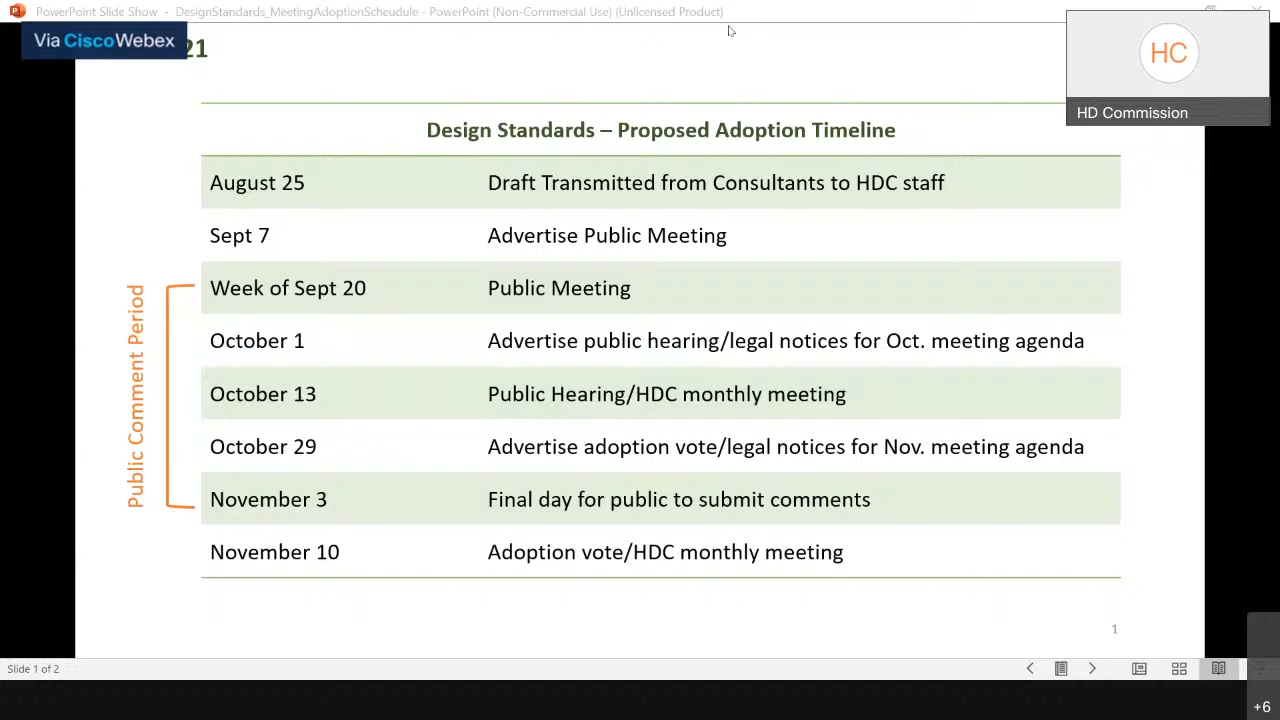 PowerPoint Slide Show - DesignStandards_MeetingAdoptionScheudule - PowerPoint (Non-Commercial Use) (Unlicensed Product)
Via CiscoWebex
21
HC
HD Commission
Design Standards – Proposed Adoption Timeline
August 25 Draft Transmitted from Consultants to HDC staff
Sept 7 Advertise Public Meeting
Week of Sept 20 Public Meeting
October 1 Advertise public hearing/legal notices for Oct. meeting agenda
October 13 Public Hearing/HDC monthly meeting
October 29 Advertise adoption vote/legal notices for Nov. meeting agenda
November 3 Final day for public to submit comments
November 10 Adoption vote/HDC monthly meeting
Public Comment Period
1
Slide 1 of 2
+6